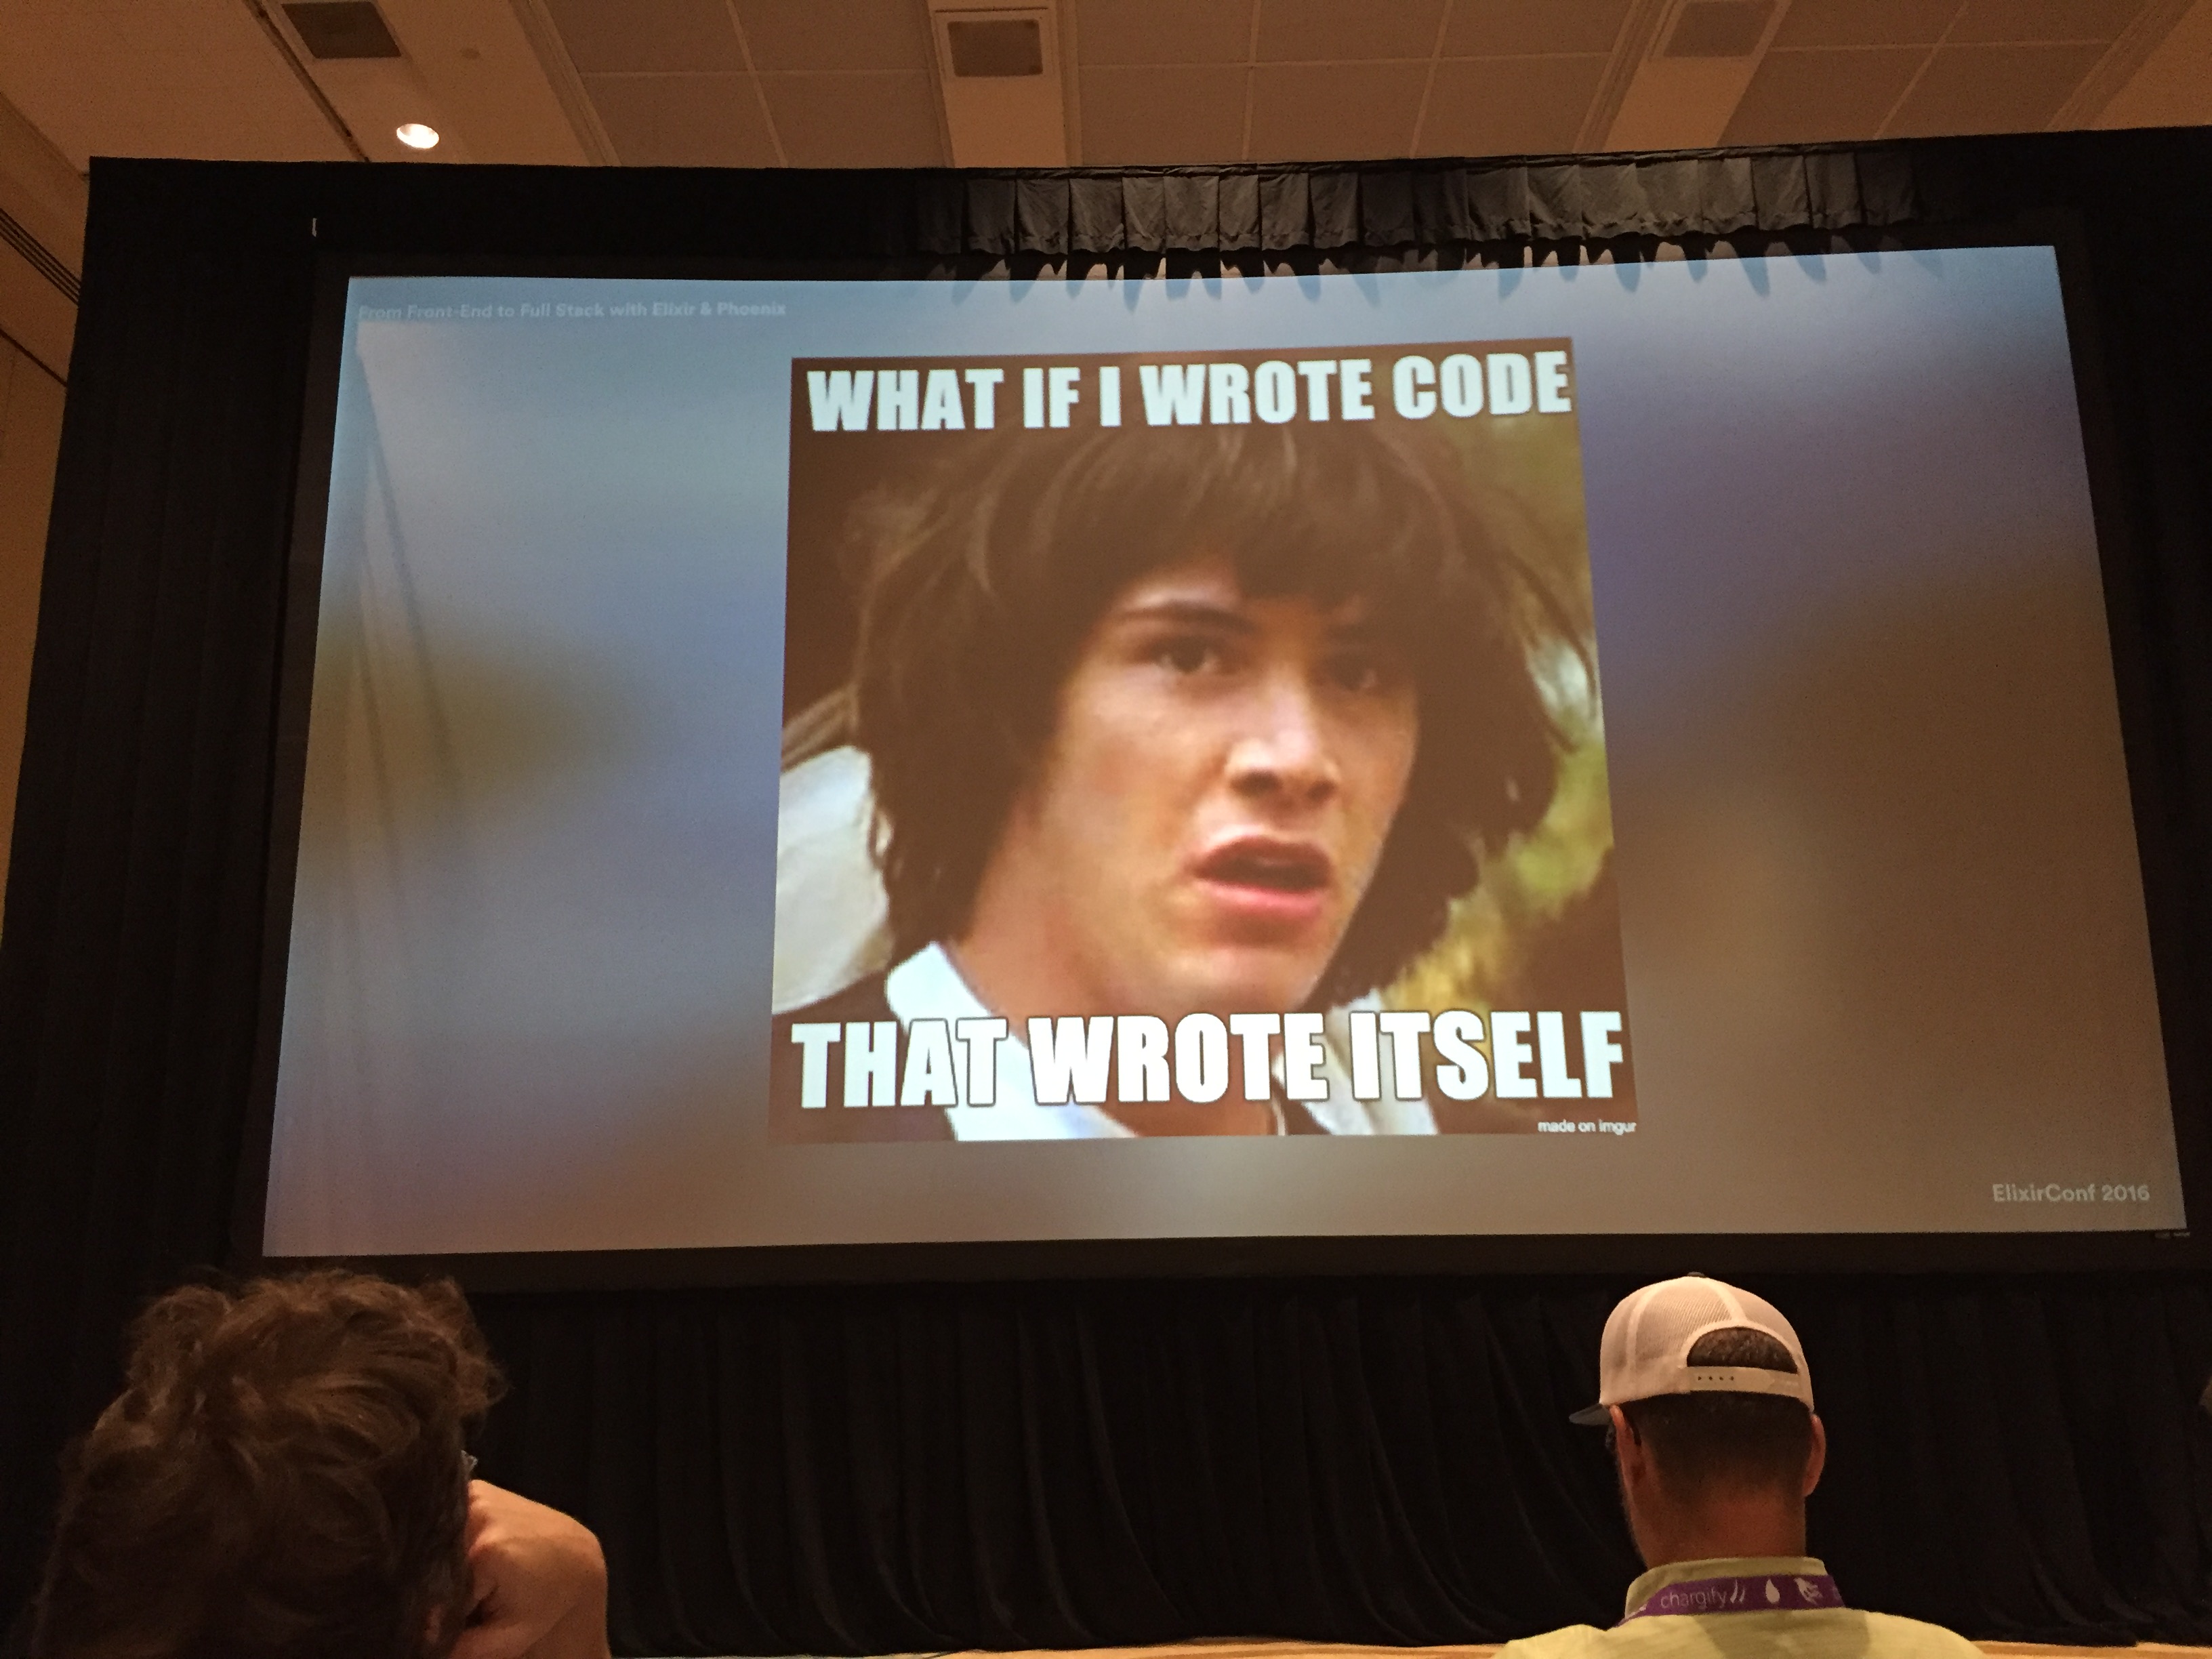 From Front-End to Full Stack with Elixir & Phoenix
WHAT IF I WROTE CODE
THAT WROTE ITSELF
made on imgur
ElixirConf 2016
chargify